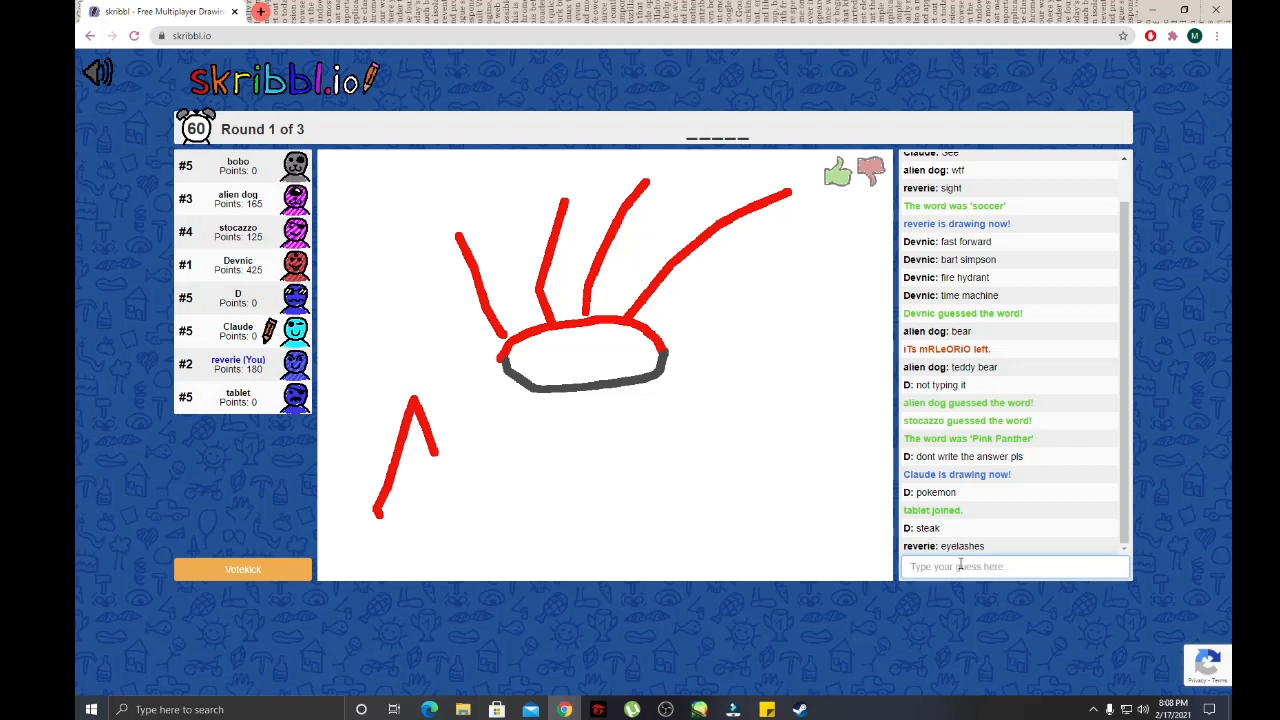 skribbl - Free Multiplayer Drawin
skribbl.io
skribbl.io
60 Round 1 of 3
_ _ _ _ _
#5 bobo
Points: 0
#3 alien dog
Points: 165
#4 stocazzo
Points: 125
#1 Devnic
Points: 425
#5 D
Points: 0
#5 Claude
Points: 0
#2 reverie (You)
Points: 180
#5 tablet
Points: 0
Votekick
Claude: See
alien dog: wtf
reverie: sight
The word was 'soccer'
reverie is drawing now!
Devnic: fast forward
Devnic: bart simpson
Devnic: fire hydrant
Devnic: time machine
Devnic guessed the word!
alien dog: bear
iTs mRLeORiO left.
alien dog: teddy bear
D: not typing it
alien dog guessed the word!
stocazzo guessed the word!
The word was 'Pink Panther'
D: dont write the answer pls
Claude is drawing now!
D: pokemon
tablet joined.
D: steak
reverie: eyelashes
Type your guess here...
Privacy - Terms
Type here to search
8:08 PM
2/17/2021